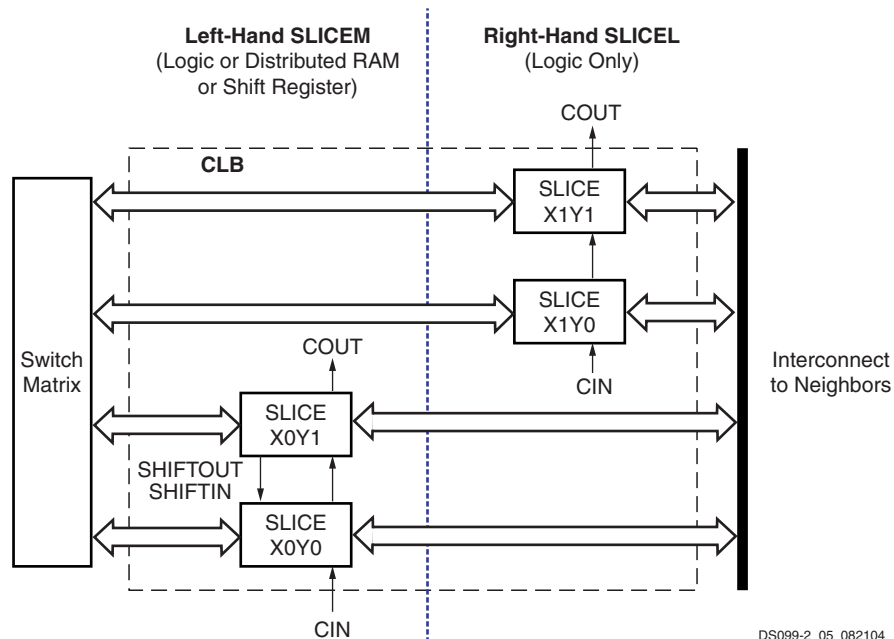 Left-Hand SLICEM
(Logic or Distributed RAM
or Shift Register)
Right-Hand SLICEL
(Logic Only)
COUT
CLB
SLICE
X1Y1
SLICE
X1Y0
COUT
CIN
Switch
Matrix
Interconnect
to Neighbors
SLICE
X0Y1
SHIFTOUT
SHIFTIN
SLICE
X0Y0
CIN
DS099-2_05_082104